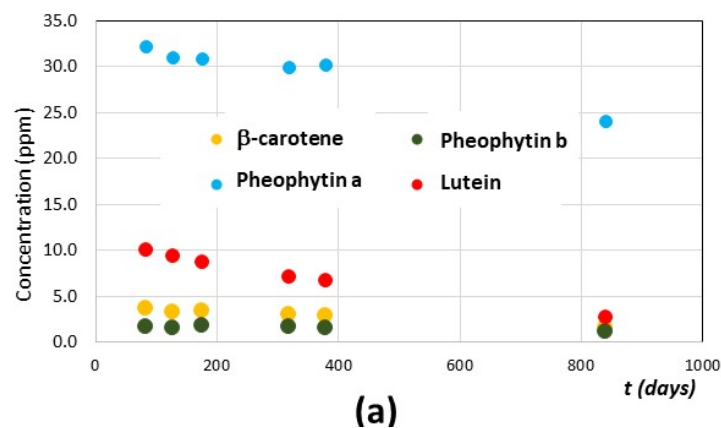 35.0
30.0
25.0
20.0
15.0
10.0
5.0
0.0
Concentration (ppm)
β-carotene
Pheophytin b
Pheophytin a
Lutein
0 200 400 600 800 1000
t (days)
(a)